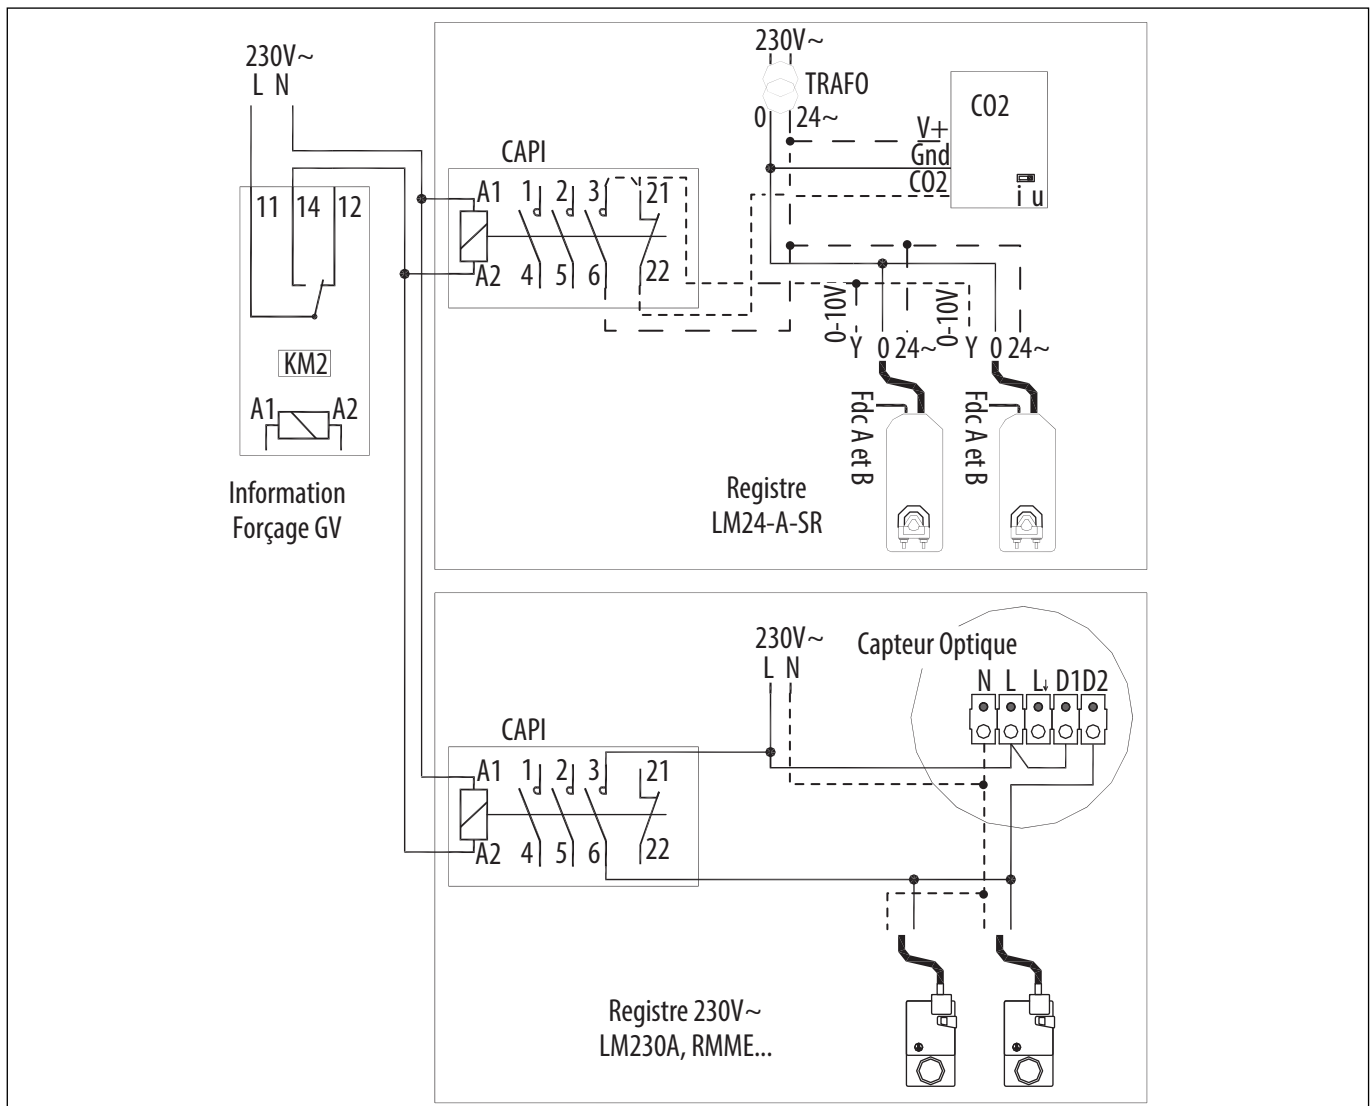 230V~
L N
11 14 12
KM2
A1 A2
Information
Forçage GV
230V~
TRAFO
0 24~
CO2
V+
Gnd
CO2
i u
CAPI
A1 1 2 3 21
A2 4 5 6 22
0-10V
0-10V
Y 0 24~
Y 0 24~
Fdc A et B
Fdc A et B
Registre
LM24-A-SR
230V~
L N
Capteur Optique
N L L↓ D1 D2
CAPI
A1 1 2 3 21
A2 4 5 6 22
Registre 230V~
LM230A, RMME...